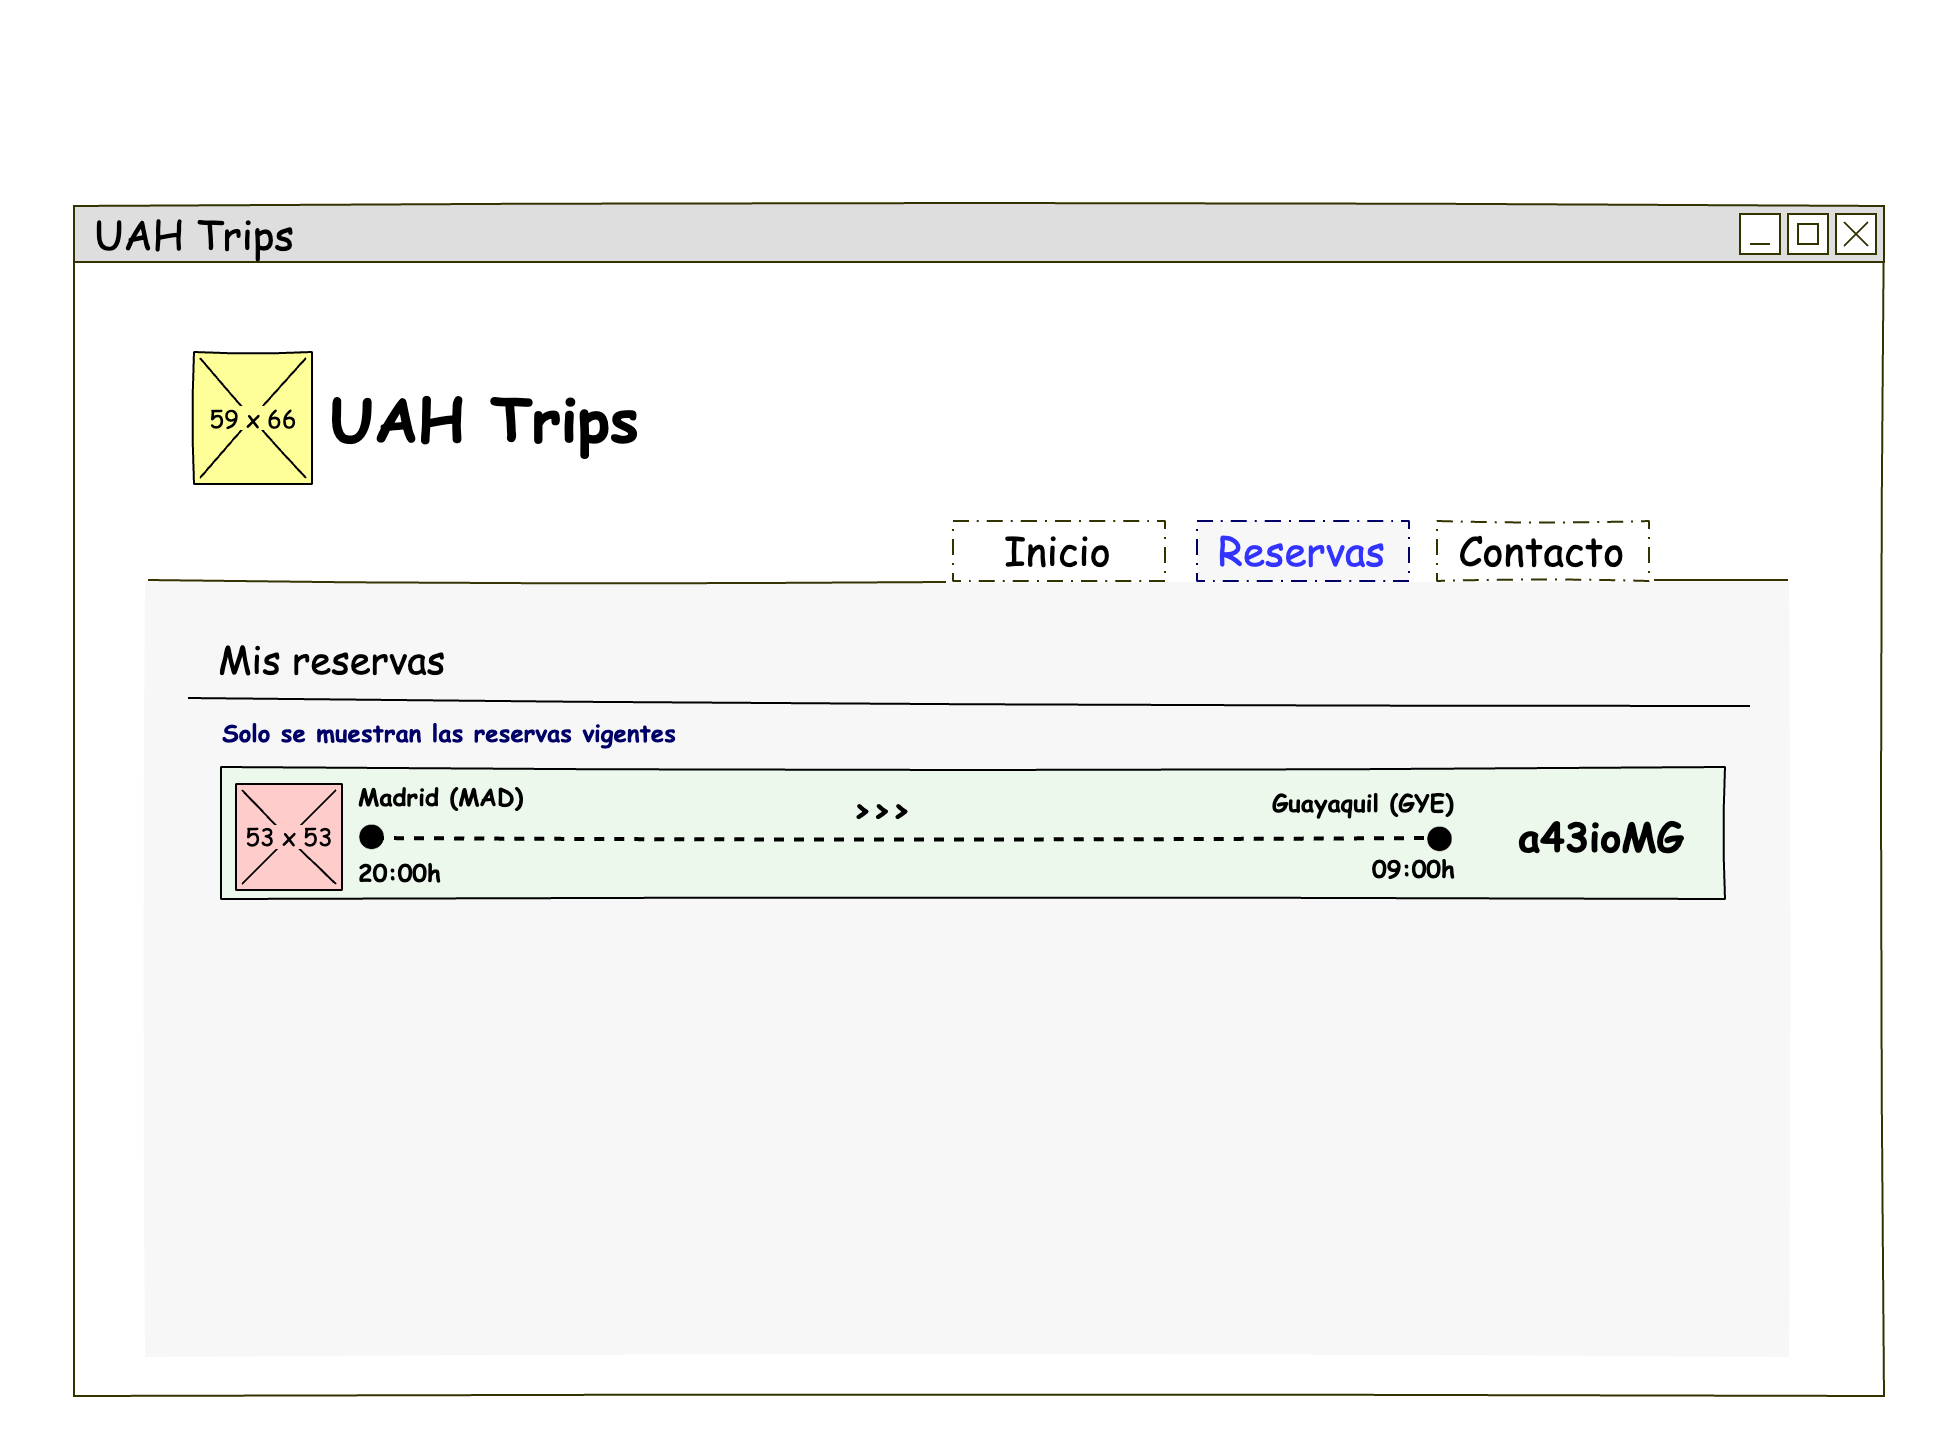 UAH Trips
59 x 66
UAH Trips
Inicio
Reservas
Contacto
Mis reservas
Solo se muestran las reservas vigentes
53 x 53
Madrid (MAD)
>>>
Guayaquil (GYE)
20:00h
09:00h
a43ioMG